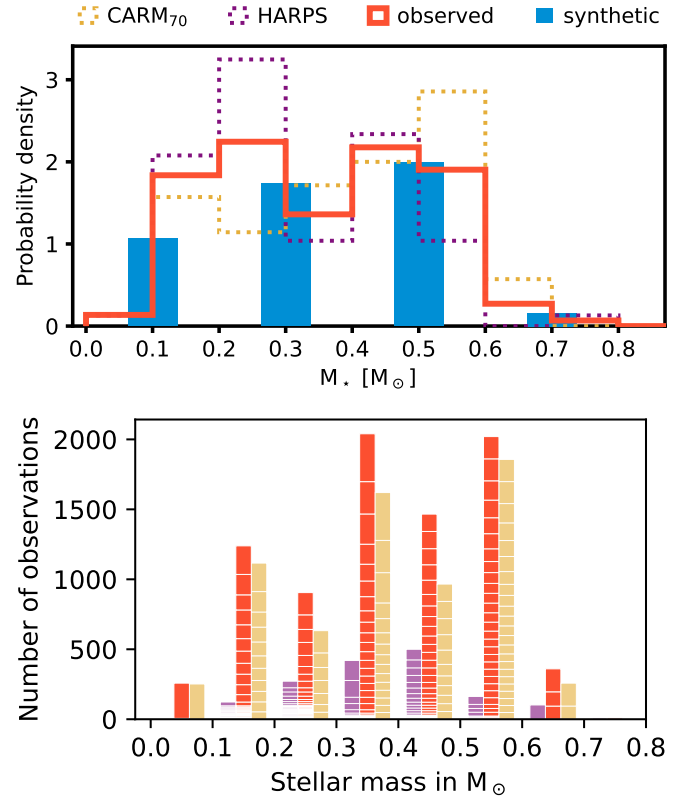 CARM₇₀ HARPS observed synthetic
3
2
1
0
Probability density
0.0 0.1 0.2 0.3 0.4 0.5 0.6 0.7 0.8
M⋆ [M⊙]
2000
1500
1000
500
0
Number of observations
0.0 0.1 0.2 0.3 0.4 0.5 0.6 0.7 0.8
Stellar mass in M⊙